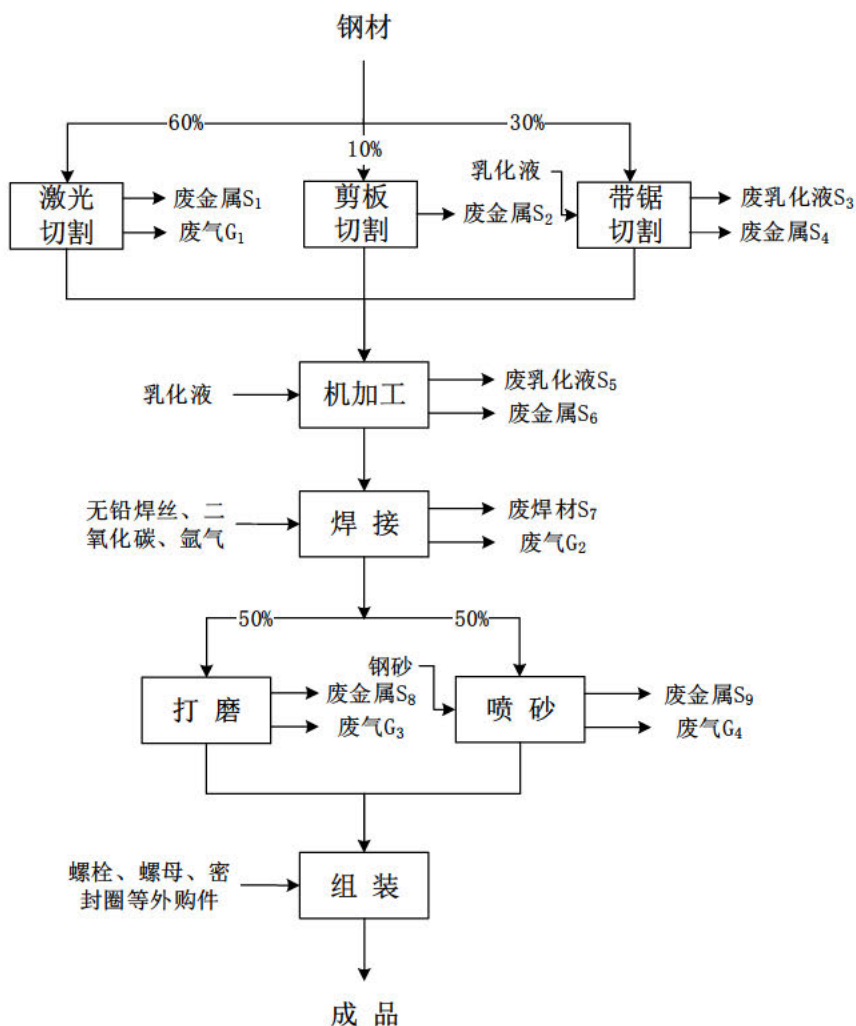 钢材
60%
10%
30%
激光
切割
废金属S₁
废气G₁
剪板
切割
废金属S₂
乳化液
带锯
切割
废乳化液S₃
废金属S₄
乳化液
机加工
废乳化液S₅
废金属S₆
无铅焊丝、二
氧化碳、氩气
焊 接
废焊材S₇
废气G₂
50%
50%
打 磨
废金属S₈
废气G₃
钢砂
喷 砂
废金属S₉
废气G₄
螺栓、螺母、密
封圈等外购件
组 装
成 品